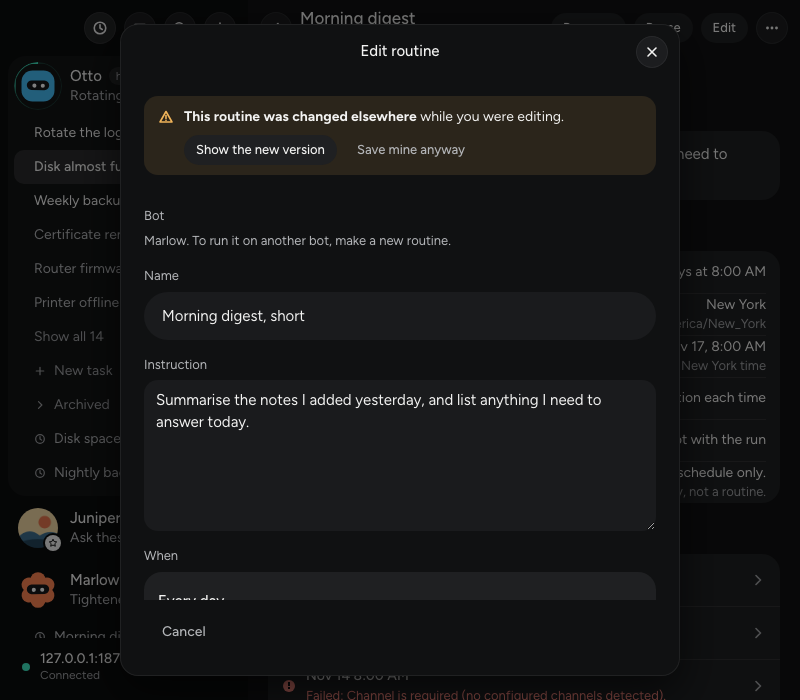 Morning digest
Edit
Otto
Rotating
Rotate the log
Disk almost fu
Weekly backu
Certificate ren
Router firmwa
Printer offline
Show all 14
New task
Archived
Disk space
Nightly ba
Juniper
Ask thes
Marlow
Tightene
Morning di
127.0.0.1:187
Connected
Edit routine
This routine was changed elsewhere while you were editing.
Show the new version
Save mine anyway
Bot
Marlow. To run it on another bot, make a new routine.
Name
Morning digest, short
Instruction
Summarise the notes I added yesterday, and list anything I need to
answer today.
When
Every day
Cancel
need to
ys at 8:00 AM
New York
erica/New_York
v 17, 8:00 AM
New York time
tion each time
ot with the run
schedule only.
y, not a routine.
Nov 14 8:00 AM
Failed: Channel is required (no configured channels detected).